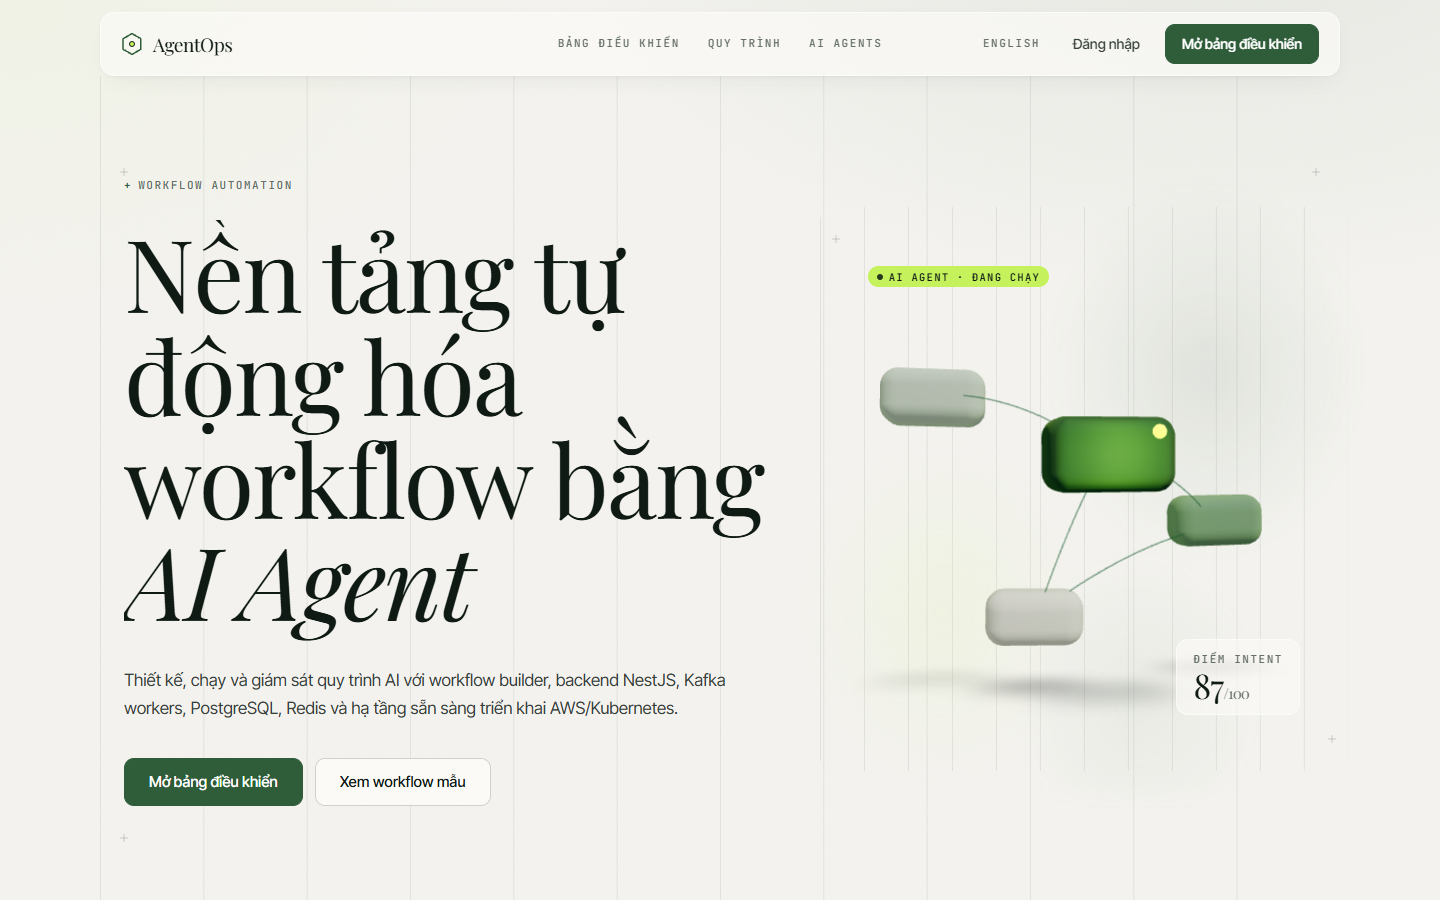 AgentOps
BẢNG ĐIỀU KHIỂN
QUY TRÌNH
AI AGENTS
ENGLISH
Đăng nhập
Mở bảng điều khiển
+ WORKFLOW AUTOMATION
Nền tảng tự
động hóa
workflow bằng
AI Agent
Thiết kế, chạy và giám sát quy trình AI với workflow builder, backend NestJS, Kafka
workers, PostgreSQL, Redis và hạ tầng sẵn sàng triển khai AWS/Kubernetes.
Mở bảng điều khiển
Xem workflow mẫu
AI AGENT · ĐANG CHẠY
ĐIỂM INTENT
87/100